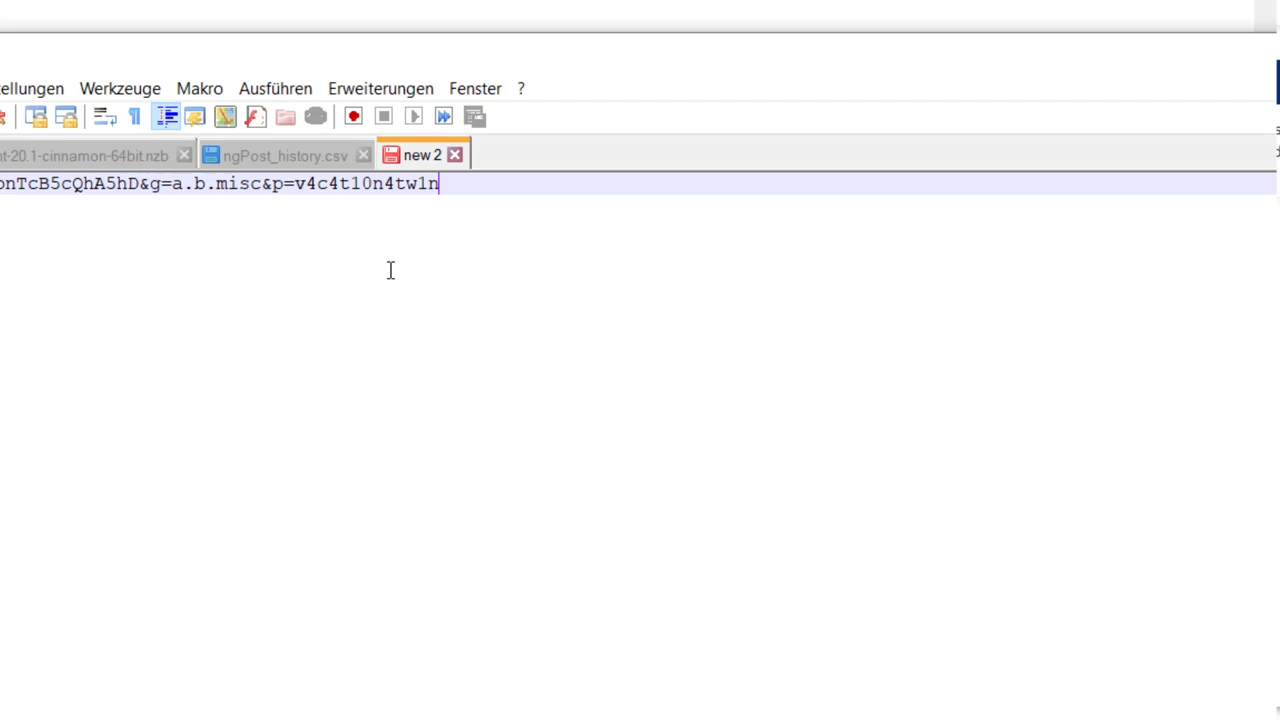 ellungen Werkzeuge Makro Ausführen Erweiterungen Fenster ?
t-20.1-cinnamon-64bit.nzb ngPost_history.csv new 2
onTcB5cQhA5hD&g=a.b.misc&p=v4c4t10n4tw1n